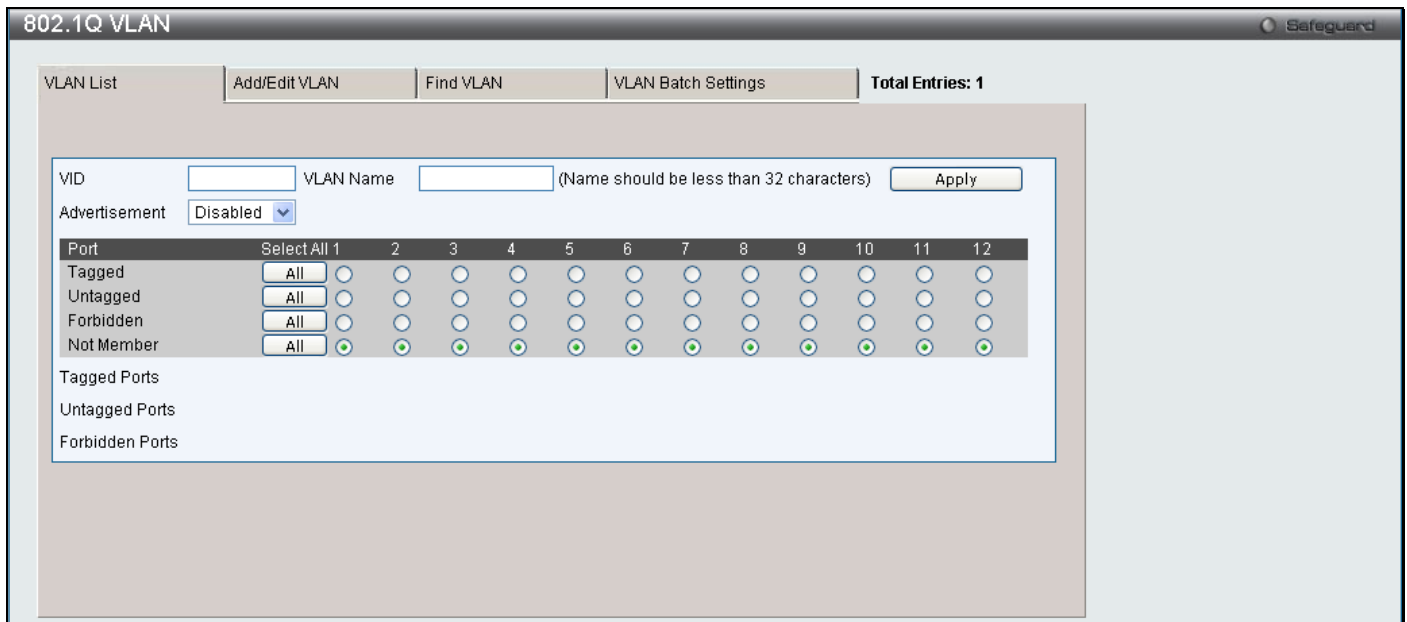 802.1Q VLAN Safeguard
VLAN List Add/Edit VLAN Find VLAN VLAN Batch Settings Total Entries: 1
VID VLAN Name (Name should be less than 32 characters) Apply
Advertisement Disabled
Port Select All 1 2 3 4 5 6 7 8 9 10 11 12
Tagged All
Untagged All
Forbidden All
Not Member All
Tagged Ports
Untagged Ports
Forbidden Ports